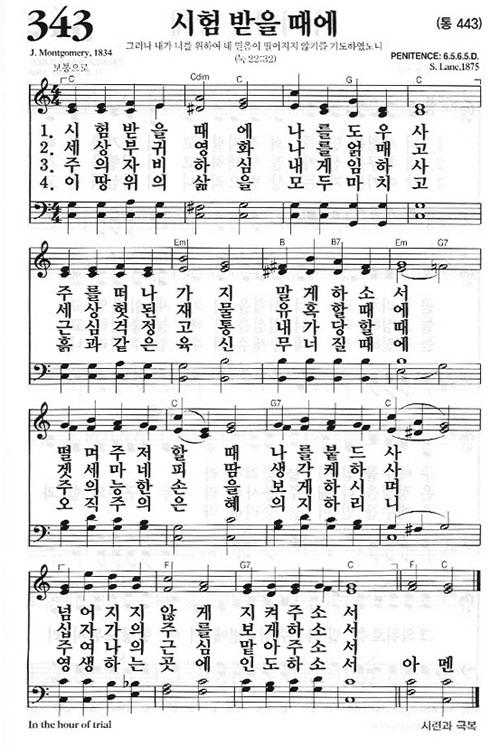 343
시험 받을 때에
(통 443)
그러나 내가 너를 위하여 네 믿음이 떨어지지 않기를 기도하였노니
(눅 22:32)
J. Montgomery, 1834
보통으로
PENITENCE: 6.5.6.5.D.
S. Lane, 1875
C Cdim C G G7 C
1. 시 험 받 을 때 에 나 를 도 우 사
2. 세 상 부 귀 영 화 나 를 얽 매 고
3. 주 의 자 비 하 심 내 게 임 하 사
4. 이 땅 위 의 삶 을 모 두 마 치 고
Em B B7 Em G7
주 를 떠 나 가 지 말 게 하 소 서
세 상 헛 된 재 물 유 혹 할 때 에
근 심 걱 정 고 통 내 가 당 할 때
흙 과 같 은 육 신 무 너 질 때 에
C G7 C
떨 며 주 저 할 때 나 를 붙 드 사
겟 세 마 네 피 땀 생 각 케 하 사
주 의 능 한 손 을 보 게 하 시 며
오 직 주 의 은 혜 의 지 하 리
C F G7 C F C
넘 어 지 지 않 게 지 켜 주 소 서
십 자 가 의 주 를 보 게 하 소 서
주 여 나 의 근 심 맡 아 주 소 서
영 생 하 는 곳 에 인 도 하 소 서 아 멘
In the hour of trial
시련과 극복